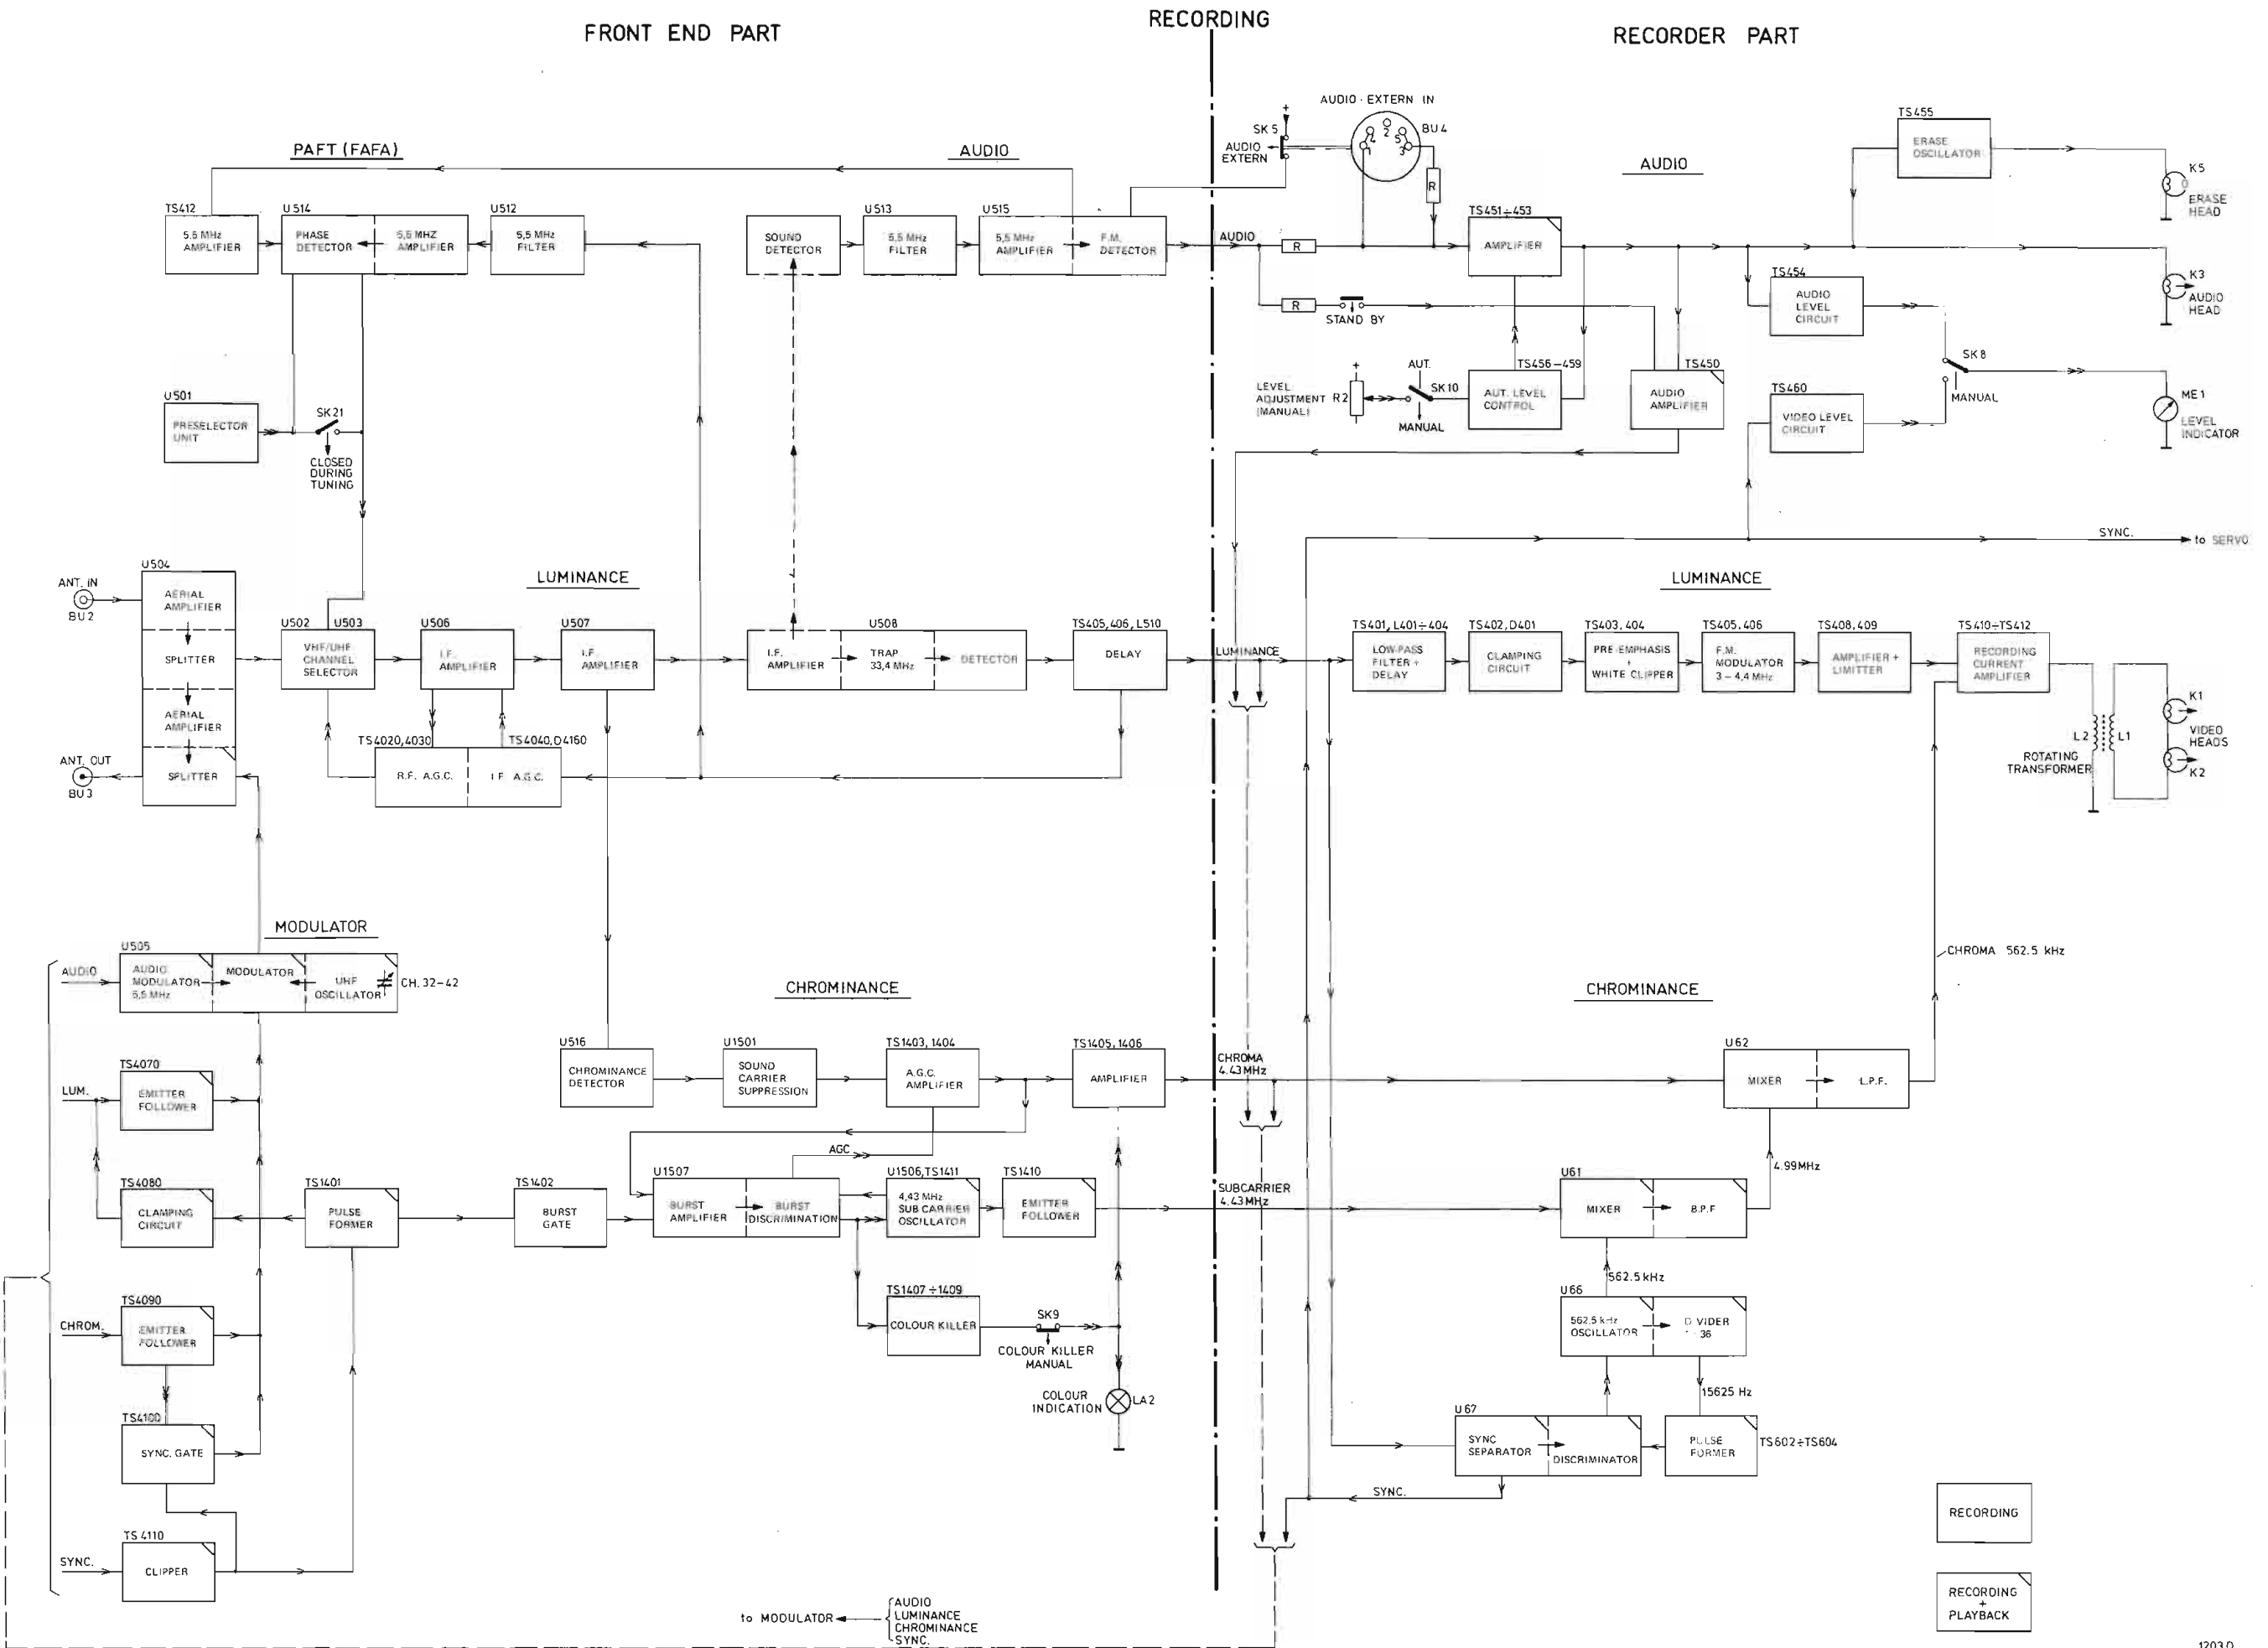 FRONT END PART
RECORDING
RECORDER PART
PAFT (FAFA)
AUDIO
TS412
5.5 MHz
AMPLIFIER
U514
PHASE
DETECTOR
5,5 MHZ
AMPLIFIER
U512
5,5 MHz
FILTER
SOUND
DETECTOR
U513
5,5 MHz
FILTER
U515
5,5 MHz
AMPLIFIER
F.M.
DETECTOR
U501
PRESELECTOR
UNIT
SK21
CLOSED
DURING
TUNING
AUDIO-EXTERN IN
+
SK5
AUDIO
EXTERN
4
2
5
1
3
BU4
R
AUDIO
AUDIO
R
TS451÷453
AMPLIFIER
TS455
ERASE
OSCILLATOR
K5
ERASE
HEAD
K3
AUDIO
HEAD
R
STAND BY
TS454
AUDIO
LEVEL
CIRCUIT
SK8
MANUAL
+
LEVEL
ADJUSTMENT R2
(MANUAL)
AUT.
SK10
MANUAL
TS456-459
AUT. LEVEL
CONTROL
TS450
AUDIO
AMPLIFIER
TS460
VIDEO LEVEL
CIRCUIT
ME1
LEVEL
INDICATOR
SYNC.
to SERVO
LUMINANCE
ANT. IN
BU2
ANT. OUT
BU3
U504
AERIAL
AMPLIFIER
SPLITTER
AERIAL
AMPLIFIER
SPLITTER
U502 U503
VHF/UHF
CHANNEL
SELECTOR
U506
I.F.
AMPLIFIER
U507
I.F.
AMPLIFIER
U508
I.F.
AMPLIFIER
TRAP
33,4 MHz
DETECTOR
TS405,406,L510
DELAY
TS4020,4030
R.F. A.G.C.
TS4040,D4160
I.F. A.G.C.
LUMINANCE
LUMINANCE
TS401, L401÷404
LOW-PASS
FILTER+
DELAY
TS402,D401
CLAMPING
CIRCUIT
TS403, 404
PRE-EMPHASIS
+
WHITE CLIPPER
TS405,406
F.M.
MODULATOR
3-4,4 MHz
TS408,409
AMPLIFIER+
LIMITTER
TS410÷TS412
RECORDING
CURRENT
AMPLIFIER
K1
VIDEO
HEADS
K2
L2
L1
ROTATING
TRANSFORMER
MODULATOR
U505
AUDIO
AUDIO
MODULATOR
5,5 MHz
MODULATOR
UHF
OSCILLATOR
CH. 32-42
CHROMINANCE
U516
CHROMINANCE
DETECTOR
U1501
SOUND
CARRIER
SUPPRESSION
TS1403, 1404
A.G.C.
AMPLIFIER
TS1405,1406
AMPLIFIER
CHROMA
4.43MHz
CHROMINANCE
CHROMA 562.5 kHz
U62
MIXER
L.P.F.
TS4070
LUM.
EMITTER
FOLLOWER
TS4080
CLAMPING
CIRCUIT
TS1401
PULSE
FORMER
TS1402
BURST
GATE
AGC
U1507
BURST
AMPLIFIER
BURST
DISCRIMINATION
U1506,TS1411
4,43 MHz
SUB CARRIER
OSCILLATOR
TS1410
EMITTER
FOLLOWER
SUBCARRIER
4.43MHz
U61
MIXER
B.P.F
4.99MHz
562.5kHz
U66
562,5 kHz
OSCILLATOR
TS4090
CHROM.
EMITTER
FOLLOWER
TS1407÷1409
COLOUR KILLER
SK9
COLOUR KILLER
MANUAL
COLOUR
INDICATION
LA2
15625 Hz
TS4100
SYNC. GATE
U67
SYNC
SEPARATOR
DISCRIMINATOR
PULSE
FORMER
TS602÷TS604
SYNC.
TS 4110
SYNC.
CLIPPER
to MODULATOR
AUDIO
LUMINANCE
CHROMINANCE
SYNC.
RECORDING
RECORDING
+
PLAYBACK